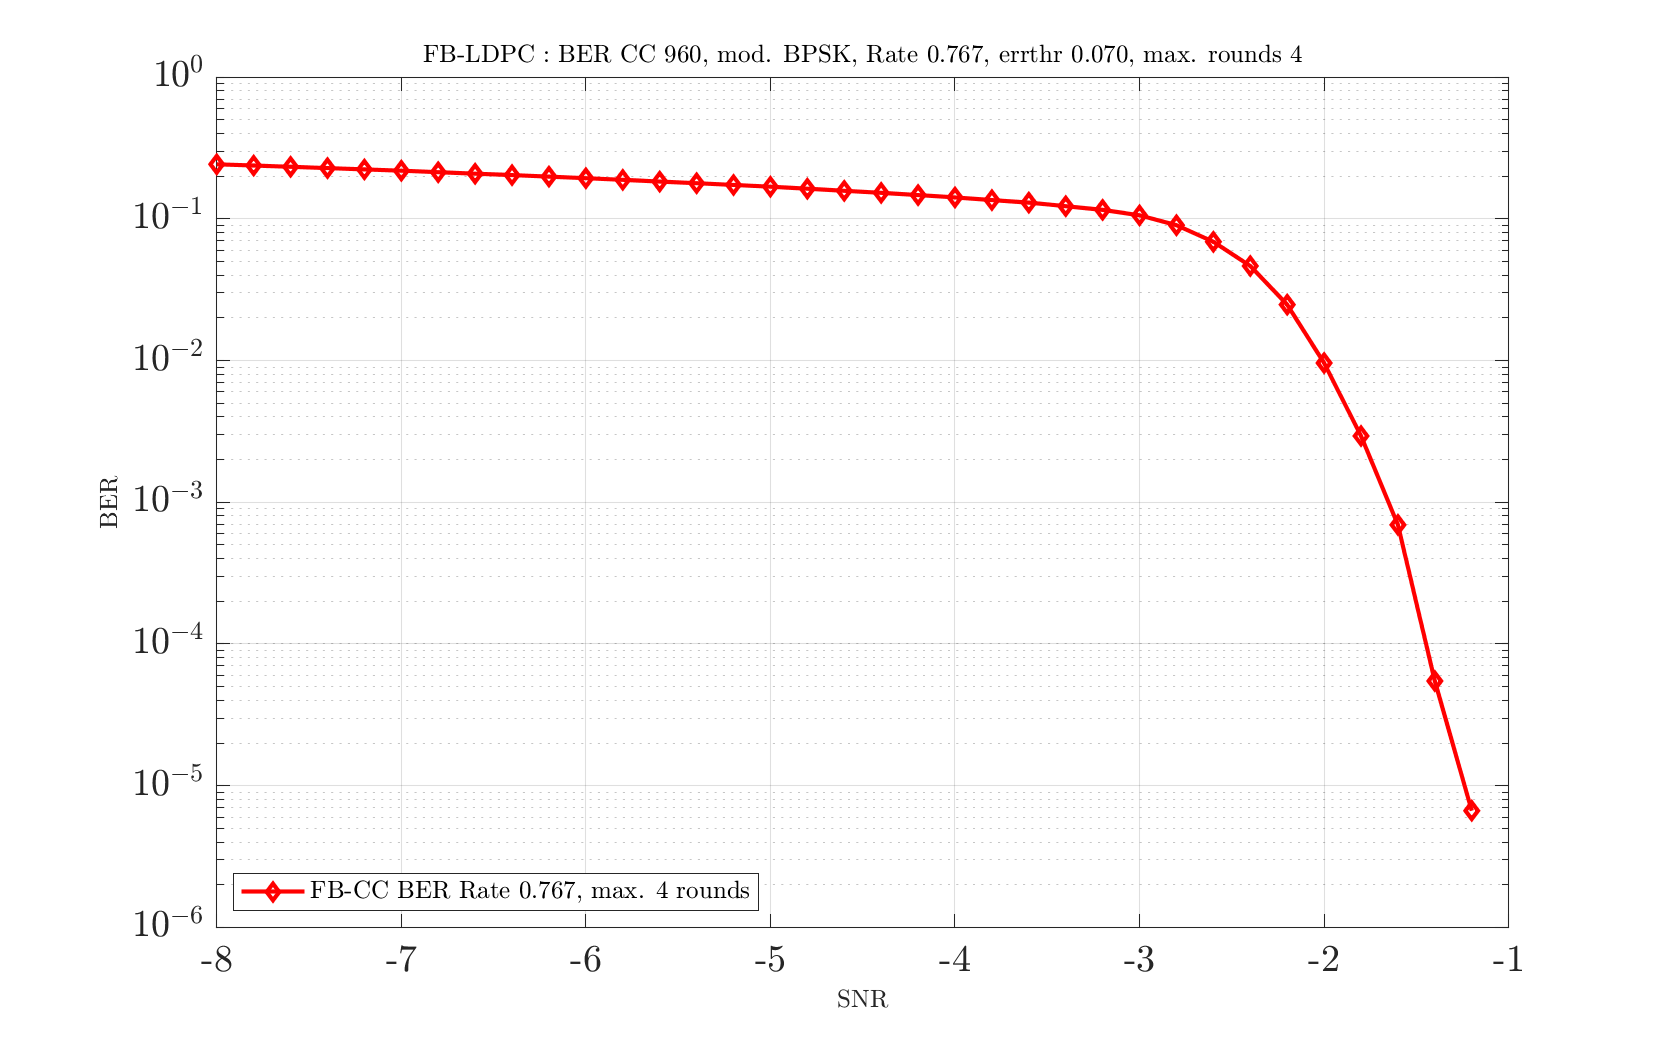 FB-LDPC : BER CC 960, mod. BPSK, Rate 0.767, errthr 0.070, max. rounds 4
10^0
10^-1
10^-2
10^-3
10^-4
10^-5
10^-6
BER
FB-CC BER Rate 0.767, max. 4 rounds
-8 -7 -6 -5 -4 -3 -2 -1
SNR